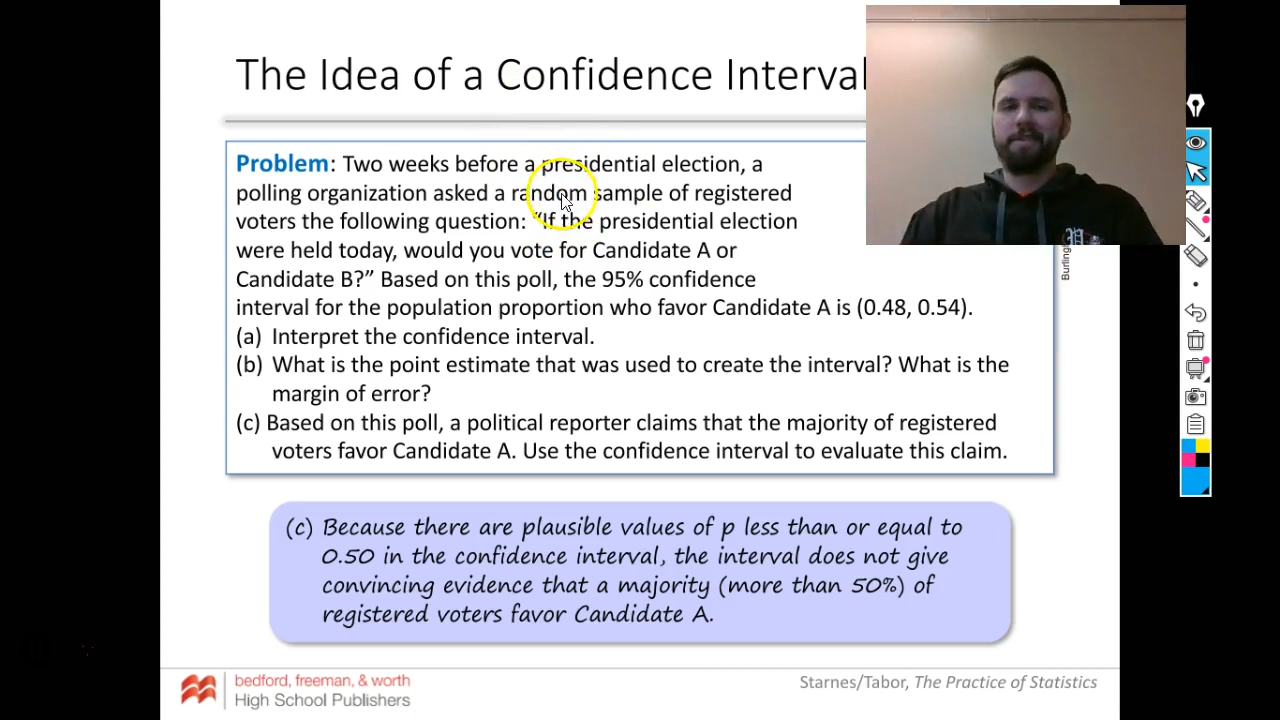 The Idea of a Confidence Interval
Problem: Two weeks before a presidential election, a
polling organization asked a random sample of registered
voters the following question: “If the presidential election
were held today, would you vote for Candidate A or
Candidate B?” Based on this poll, the 95% confidence
interval for the population proportion who favor Candidate A is (0.48, 0.54).
(a) Interpret the confidence interval.
(b) What is the point estimate that was used to create the interval? What is the
margin of error?
(c) Based on this poll, a political reporter claims that the majority of registered
voters favor Candidate A. Use the confidence interval to evaluate this claim.
Burling
(c) Because there are plausible values of p less than or equal to
0.50 in the confidence interval, the interval does not give
convincing evidence that a majority (more than 50%) of
registered voters favor Candidate A.
bedford, freeman, & worth
High School Publishers
Starnes/Tabor, The Practice of Statistics